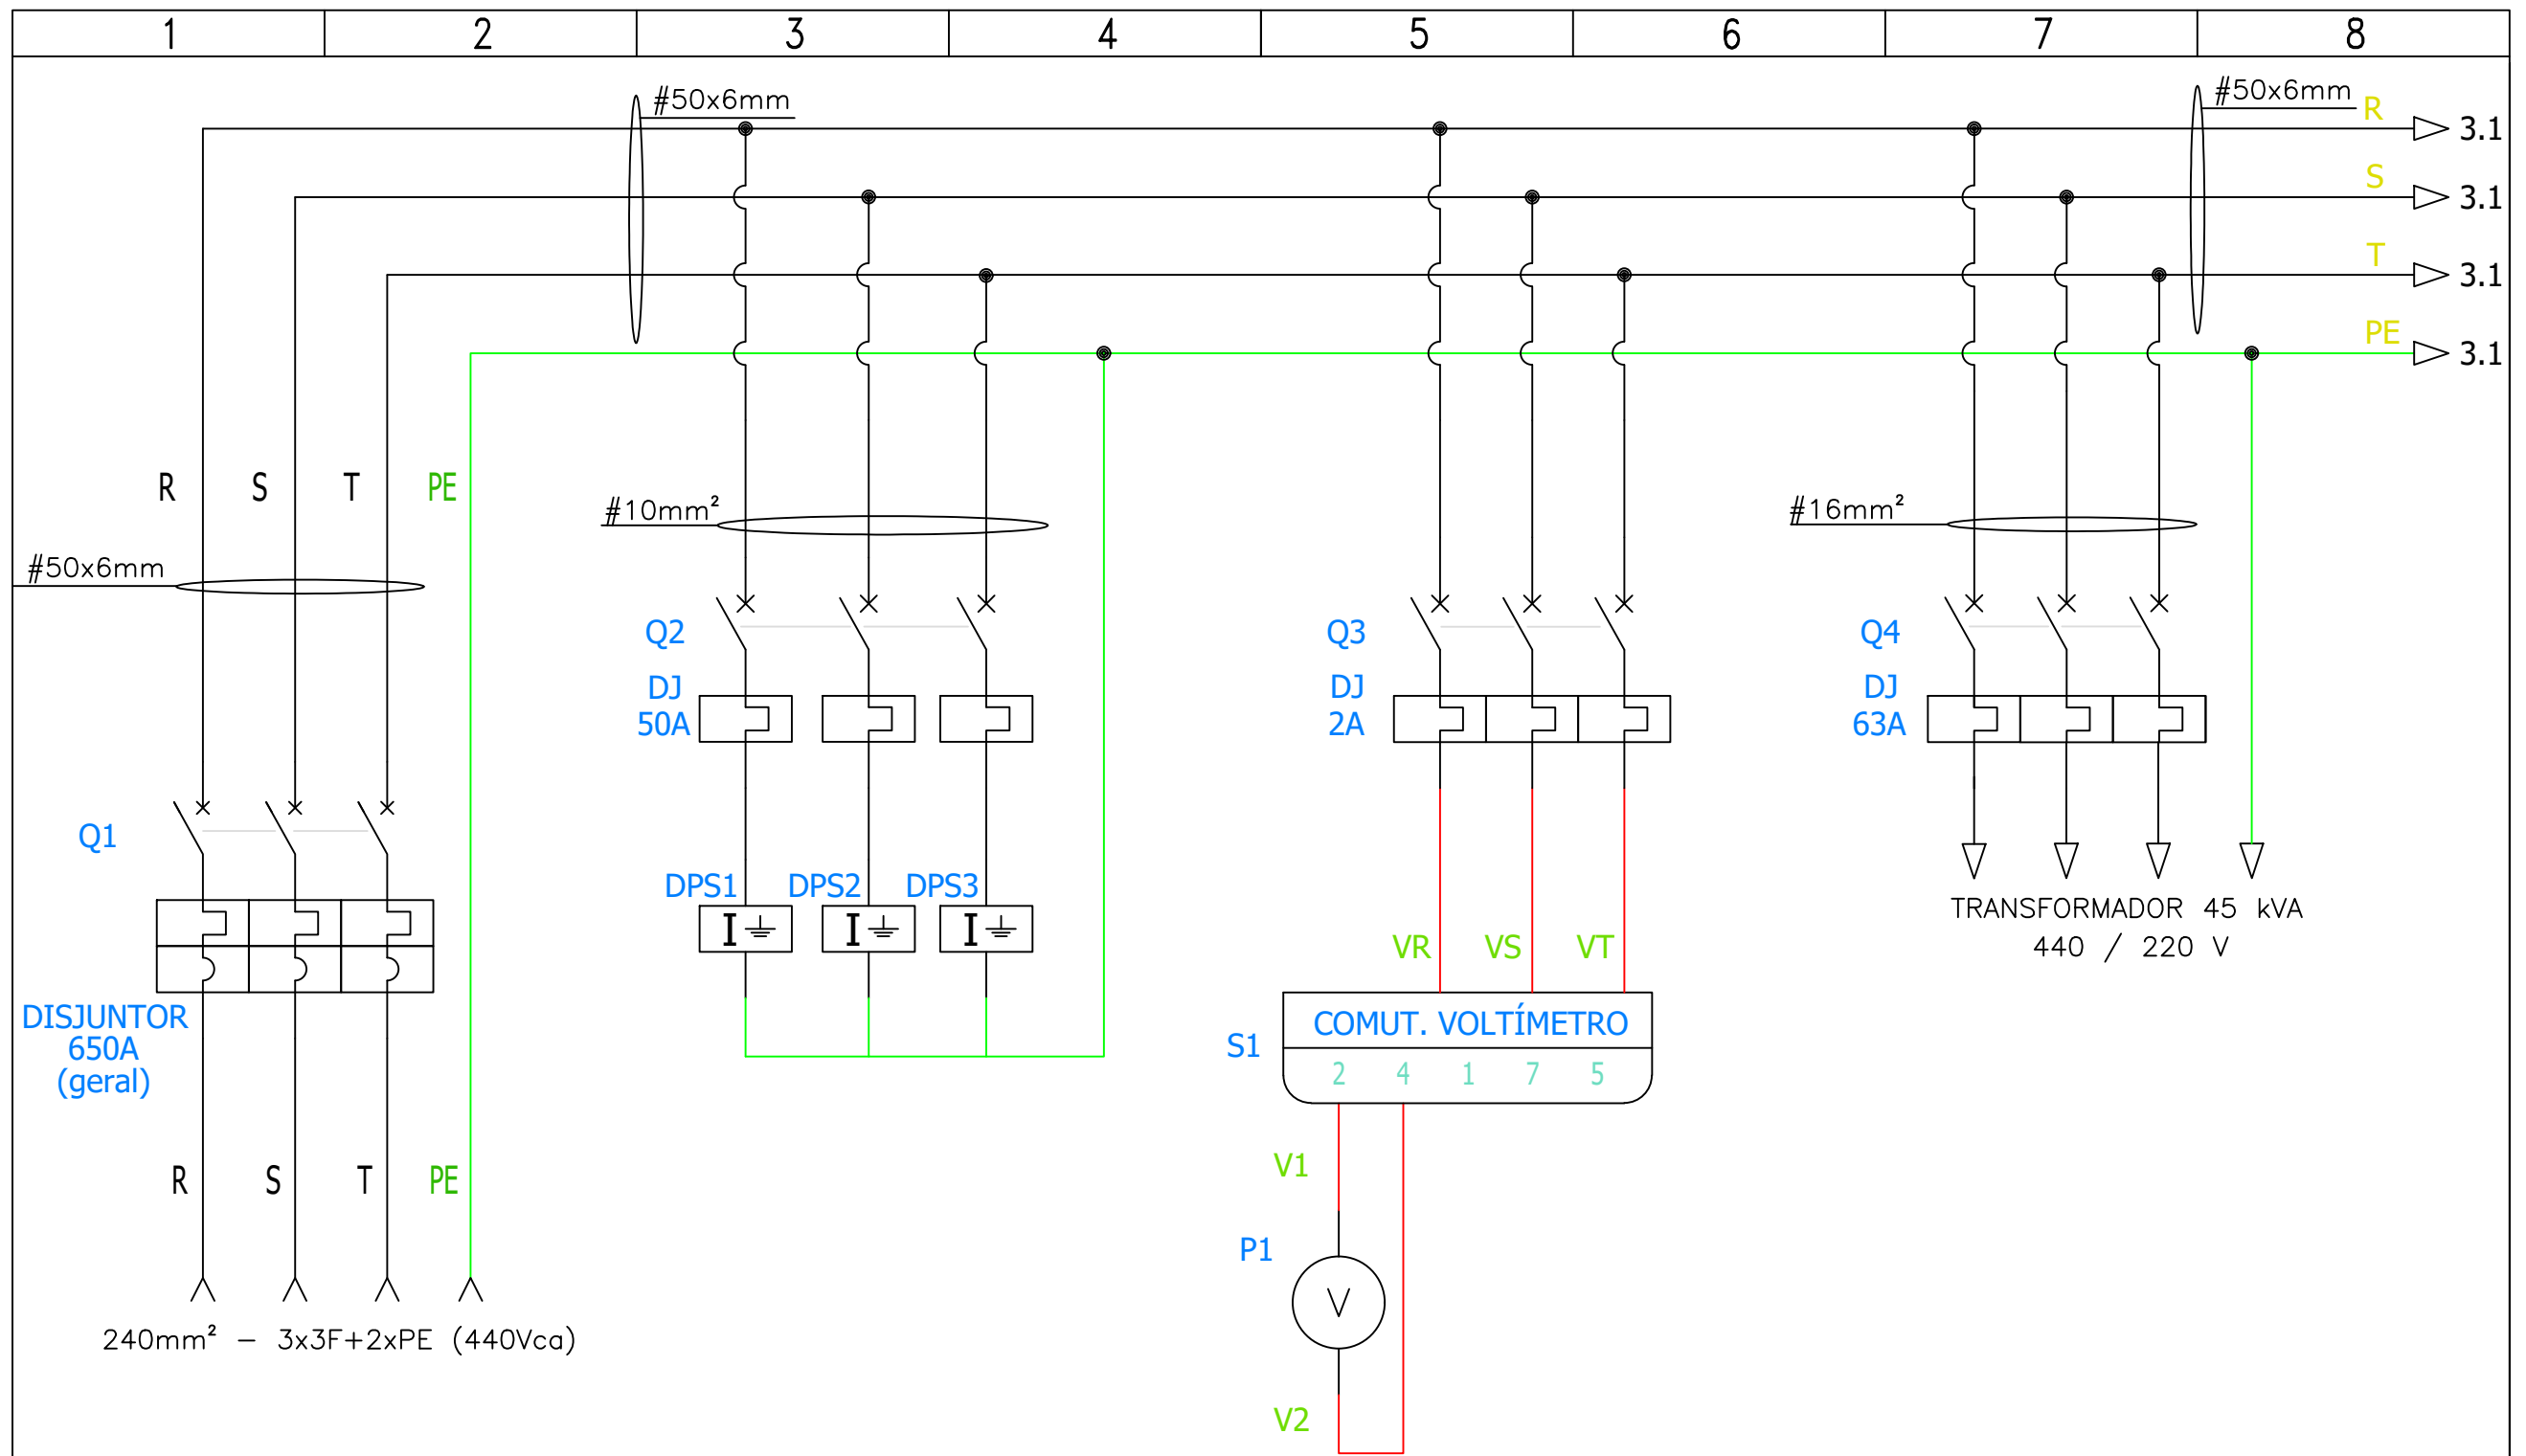 1 2 3 4 5 6 7 8
#50x6mm
#50x6mm
R
3.1
S
3.1
T
3.1
PE
3.1
R S T PE
#10mm²
#16mm²
#50x6mm
Q2
Q3
Q4
DJ
50A
DJ
2A
DJ
63A
Q1
DPS1 DPS2 DPS3
TRANSFORMADOR 45 kVA
440 / 220 V
VR VS VT
DISJUNTOR
650A
(geral)
COMUT. VOLTÍMETRO
S1
2 4 1 7 5
R S T PE
V1
P1
V
240mm² - 3x3F+2xPE (440Vca)
V2